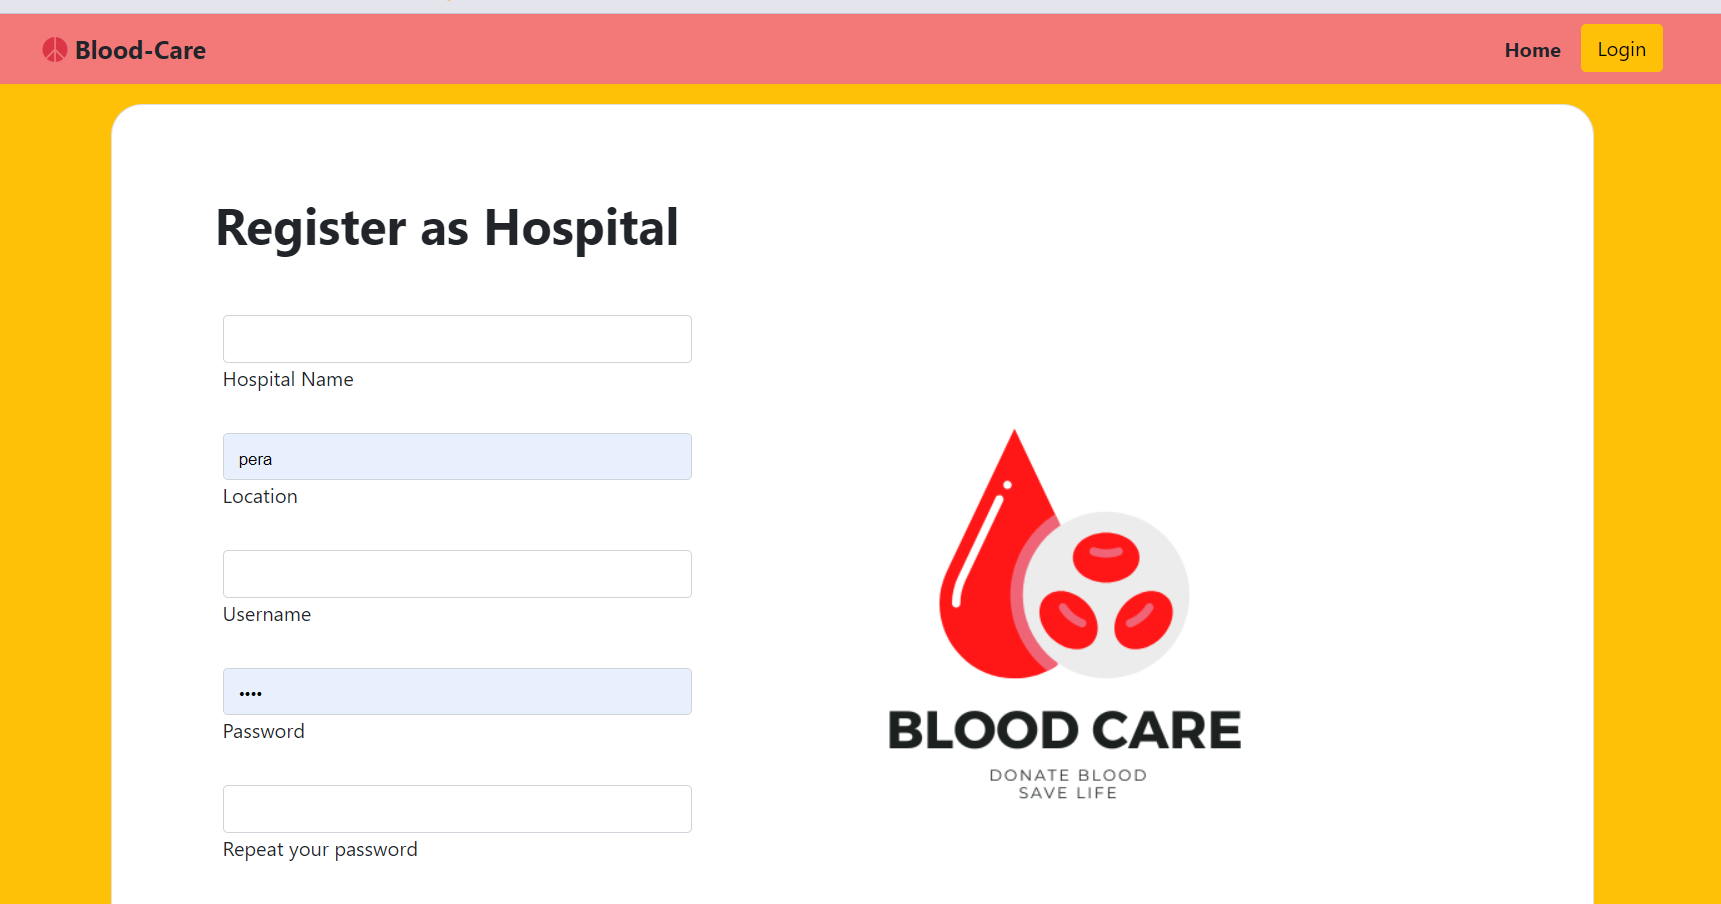 Blood-Care
Home
Login
Register as Hospital
Hospital Name
pera
Location
Username
••••
Password
Repeat your password
BLOOD CARE
DONATE BLOOD
SAVE LIFE